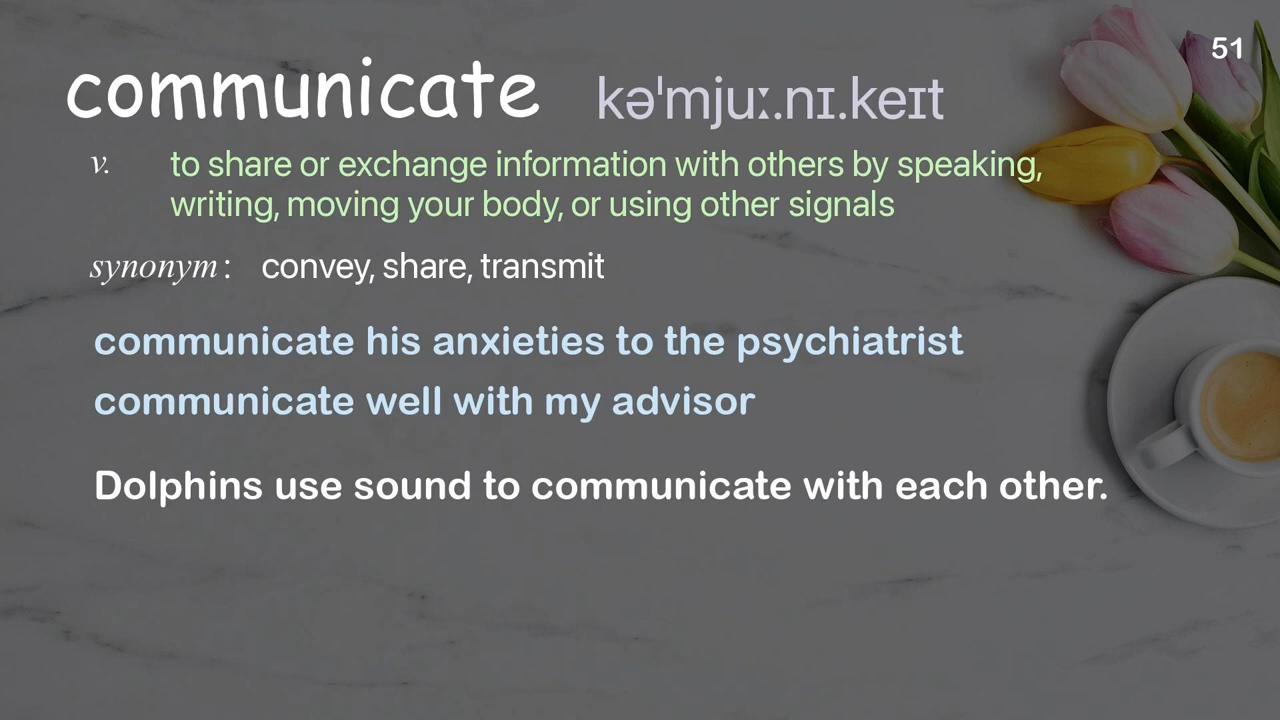 51
communicate kəˈmjuː.nɪ.keɪt
v. to share or exchange information with others by speaking,
writing, moving your body, or using other signals
synonym: convey, share, transmit
communicate his anxieties to the psychiatrist
communicate well with my advisor
Dolphins use sound to communicate with each other.